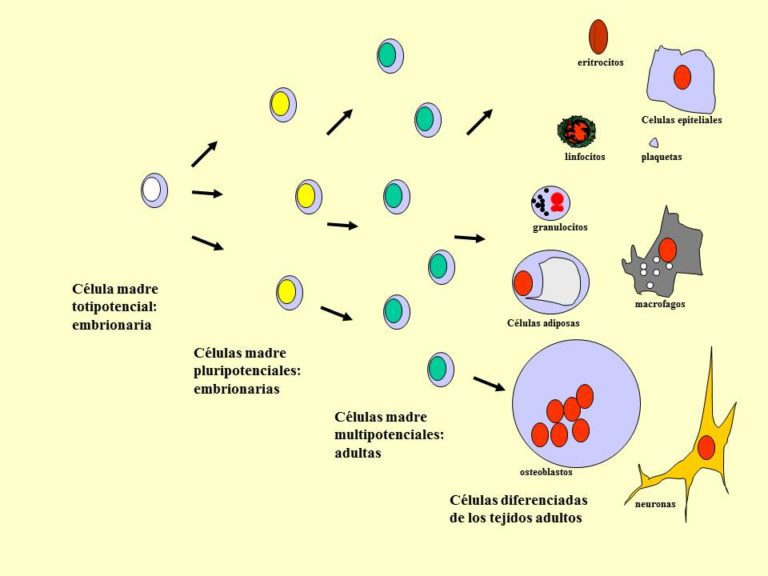 eritrocitos
Celulas epiteliales
linfocitos
plaquetas
granulocitos
macrofagos
Células adiposas
osteoblastos
neuronas
Célula madre
totipotencial:
embrionaria
Células madre
pluripotenciales:
embrionarias
Células madre
multipotenciales:
adultas
Células diferenciadas
de los tejidos adultos